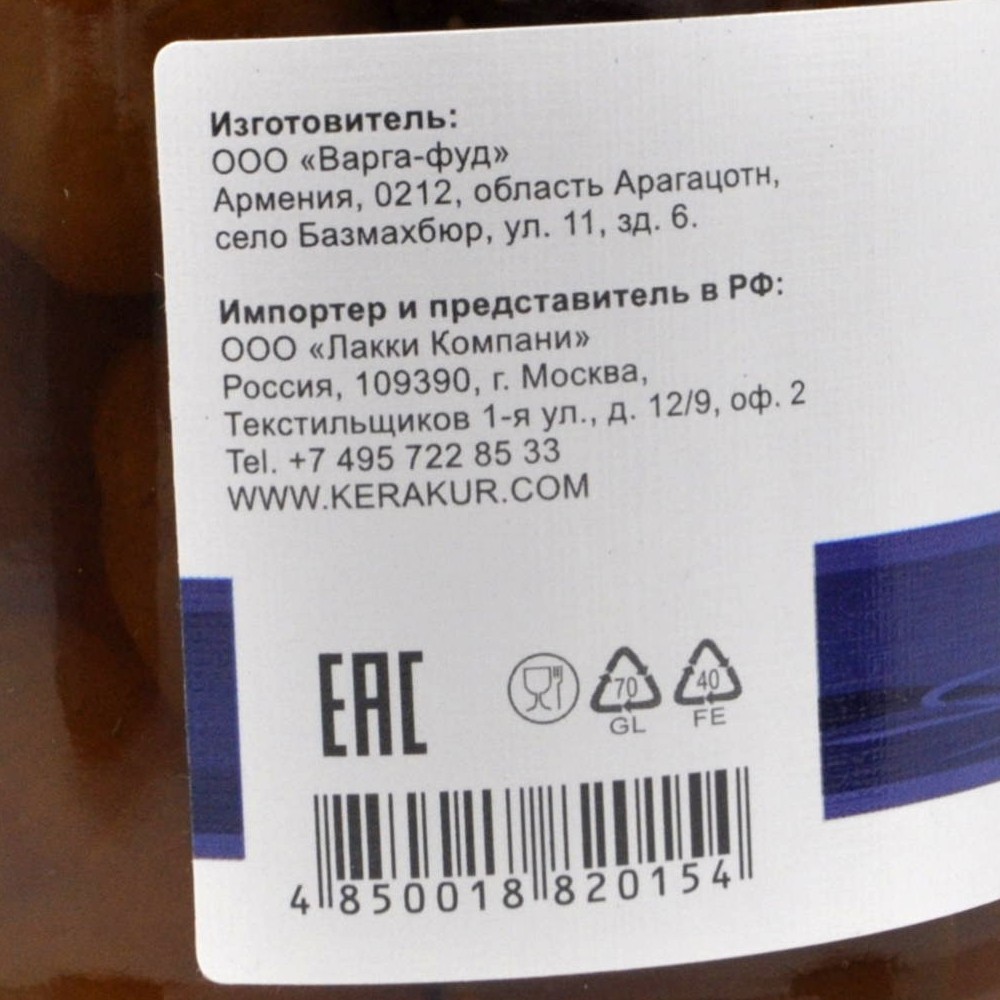 Изготовитель:
ООО «Варга-фуд»
Армения, 0212, область Арагацотн,
село Базмахбюр, ул. 11, зд. 6.
Импортер и представитель в РФ:
ООО «Лакки Компани»
Россия, 109390, г. Москва,
Текстильщиков 1-я ул., д. 12/9, оф. 2
Tel. +7 495 722 85 33
WWW.KERAKUR.COM
EAC
70 40
GL FE
4 850018 820154